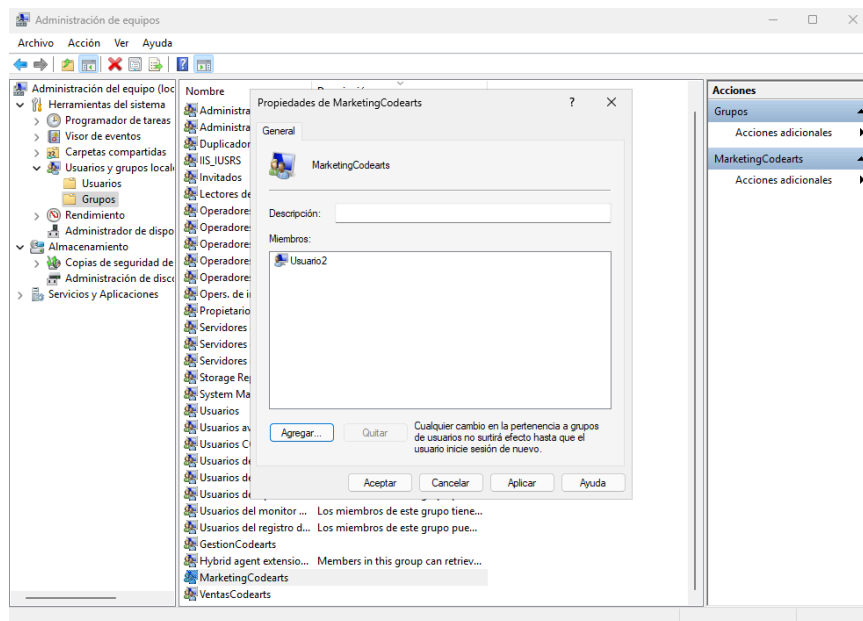 Administración de equipos
Archivo Acción Ver Ayuda
Administración del equipo (loc
Herramientas del sistema
Programador de tareas
Visor de eventos
Carpetas compartidas
Usuarios y grupos locale
Usuarios
Grupos
Rendimiento
Administrador de dispo
Almacenamiento
Copias de seguridad de
Administración de disco
Servicios y Aplicaciones
Nombre
Administra
Administra
Duplicador
IIS_IUSRS
Invitados
Lectores de
Operadores
Operadores
Operadores
Operadores
Operadores
Opers. de
Propietario
Servidores
Servidores
Servidores
Storage Re
System Ma
Usuarios
Usuarios av
Usuarios C
Usuarios de
Usuarios de
Usuarios de
Usuarios del monitor ... Los miembros de este grupo tiene...
Usuarios del registro d... Los miembros de este grupo pue...
GestionCodearts
Hybrid agent extensio... Members in this group can retriev...
MarketingCodearts
VentasCodearts
Propiedades de MarketingCodearts ? ×
General
MarketingCodearts
Descripción:
Miembros:
Usuario2
Agregar... Quitar
Cualquier cambio en la pertenencia a grupos
de usuarios no surtirá efecto hasta que el
usuario inicie sesión de nuevo.
Aceptar Cancelar Aplicar Ayuda
Acciones
Grupos
Acciones adicionales
MarketingCodearts
Acciones adicionales